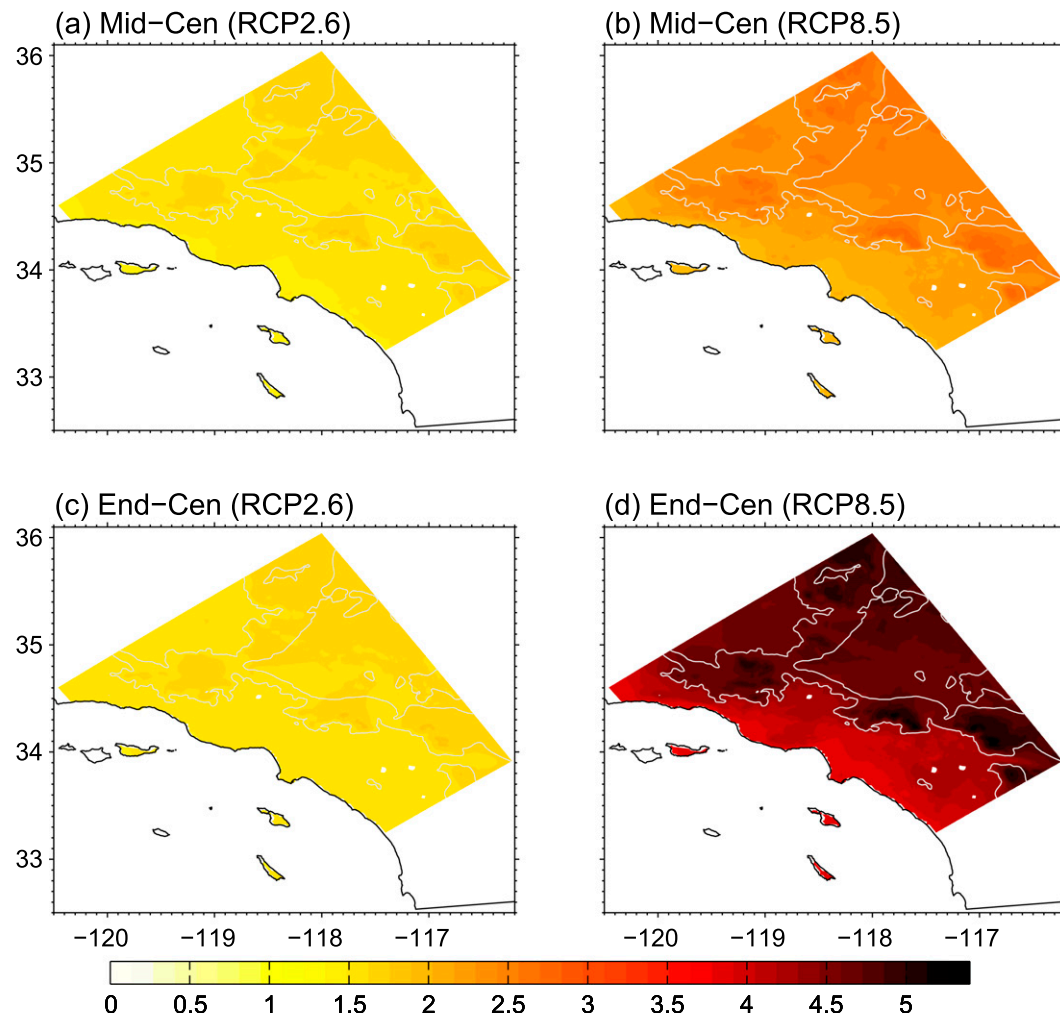 (a) Mid−Cen (RCP2.6)
(b) Mid−Cen (RCP8.5)
36
35
34
33
(c) End−Cen (RCP2.6)
(d) End−Cen (RCP8.5)
36
35
34
33
−120 −119 −118 −117
−120 −119 −118 −117
0 0.5 1 1.5 2 2.5 3 3.5 4 4.5 5